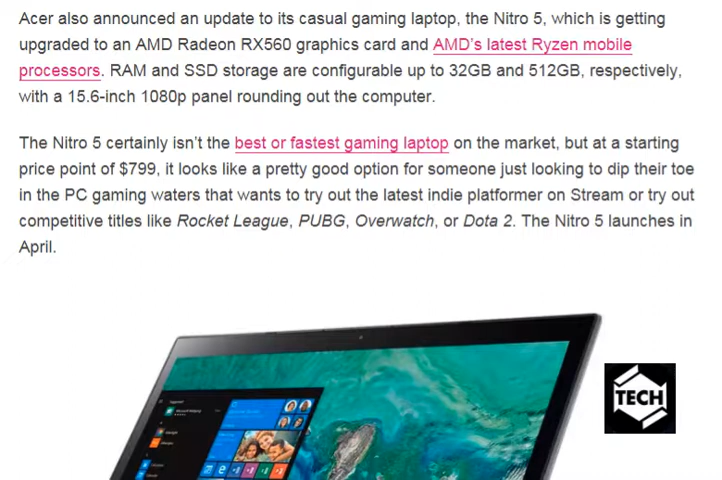 Acer also announced an update to its casual gaming laptop, the Nitro 5, which is getting
upgraded to an AMD Radeon RX560 graphics card and AMD's latest Ryzen mobile
processors. RAM and SSD storage are configurable up to 32GB and 512GB, respectively,
with a 15.6-inch 1080p panel rounding out the computer.
The Nitro 5 certainly isn't the best or fastest gaming laptop on the market, but at a starting
price point of $799, it looks like a pretty good option for someone just looking to dip their toe
in the PC gaming waters that wants to try out the latest indie platformer on Stream or try out
competitive titles like Rocket League, PUBG, Overwatch, or Dota 2. The Nitro 5 launches in
April.
TECH